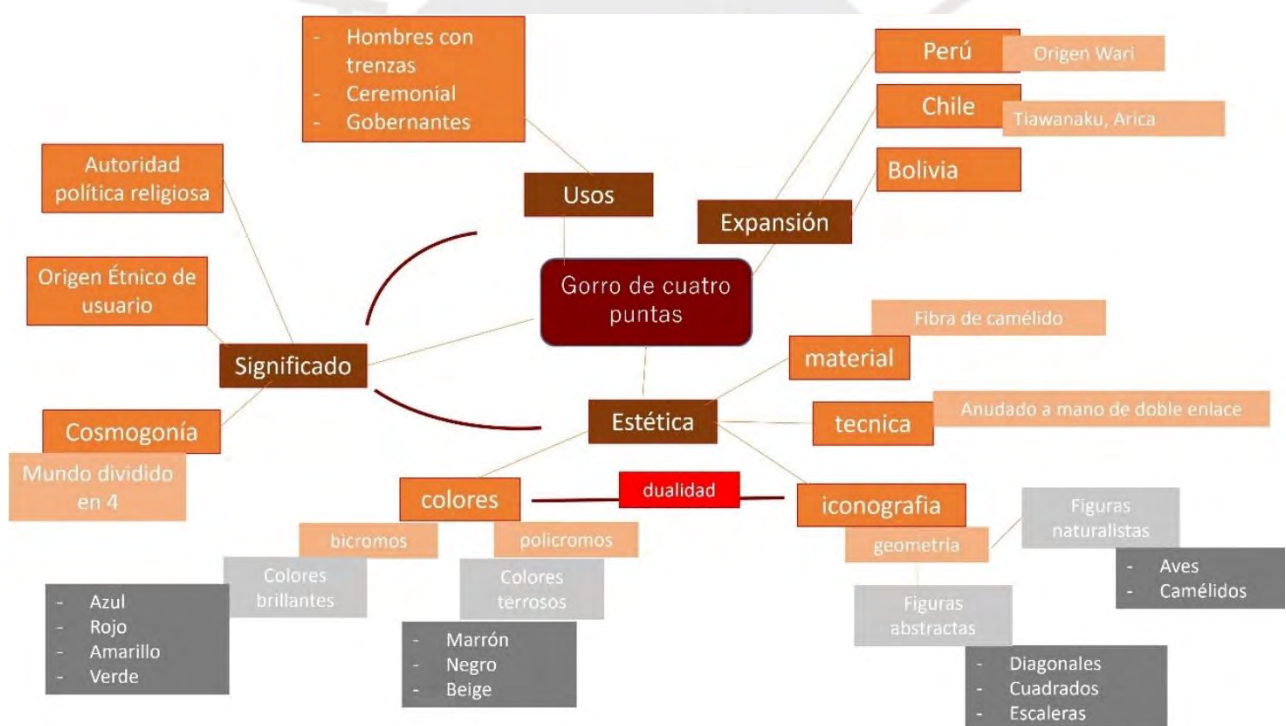 - Hombres con
trenzas
- Ceremonial
- Gobernantes
Usos
Perú
Origen Wari
Chile
Tiawanaku, Arica
Bolivia
Expansión
Gorro de cuatro
puntas
Autoridad
política religiosa
Origen Étnico de
usuario
Significado
Cosmogonía
Mundo dividido
en 4
Estética
material
Fibra de camélido
tecnica
Anudado a mano de doble enlace
colores
dualidad
iconografia
bicromos
policromos
Colores
brillantes
- Azul
- Rojo
- Amarillo
- Verde
Colores
terrosos
- Marrón
- Negro
- Beige
geometría
Figuras
naturalistas
- Aves
- Camélidos
Figuras
abstractas
- Diagonales
- Cuadrados
- Escaleras